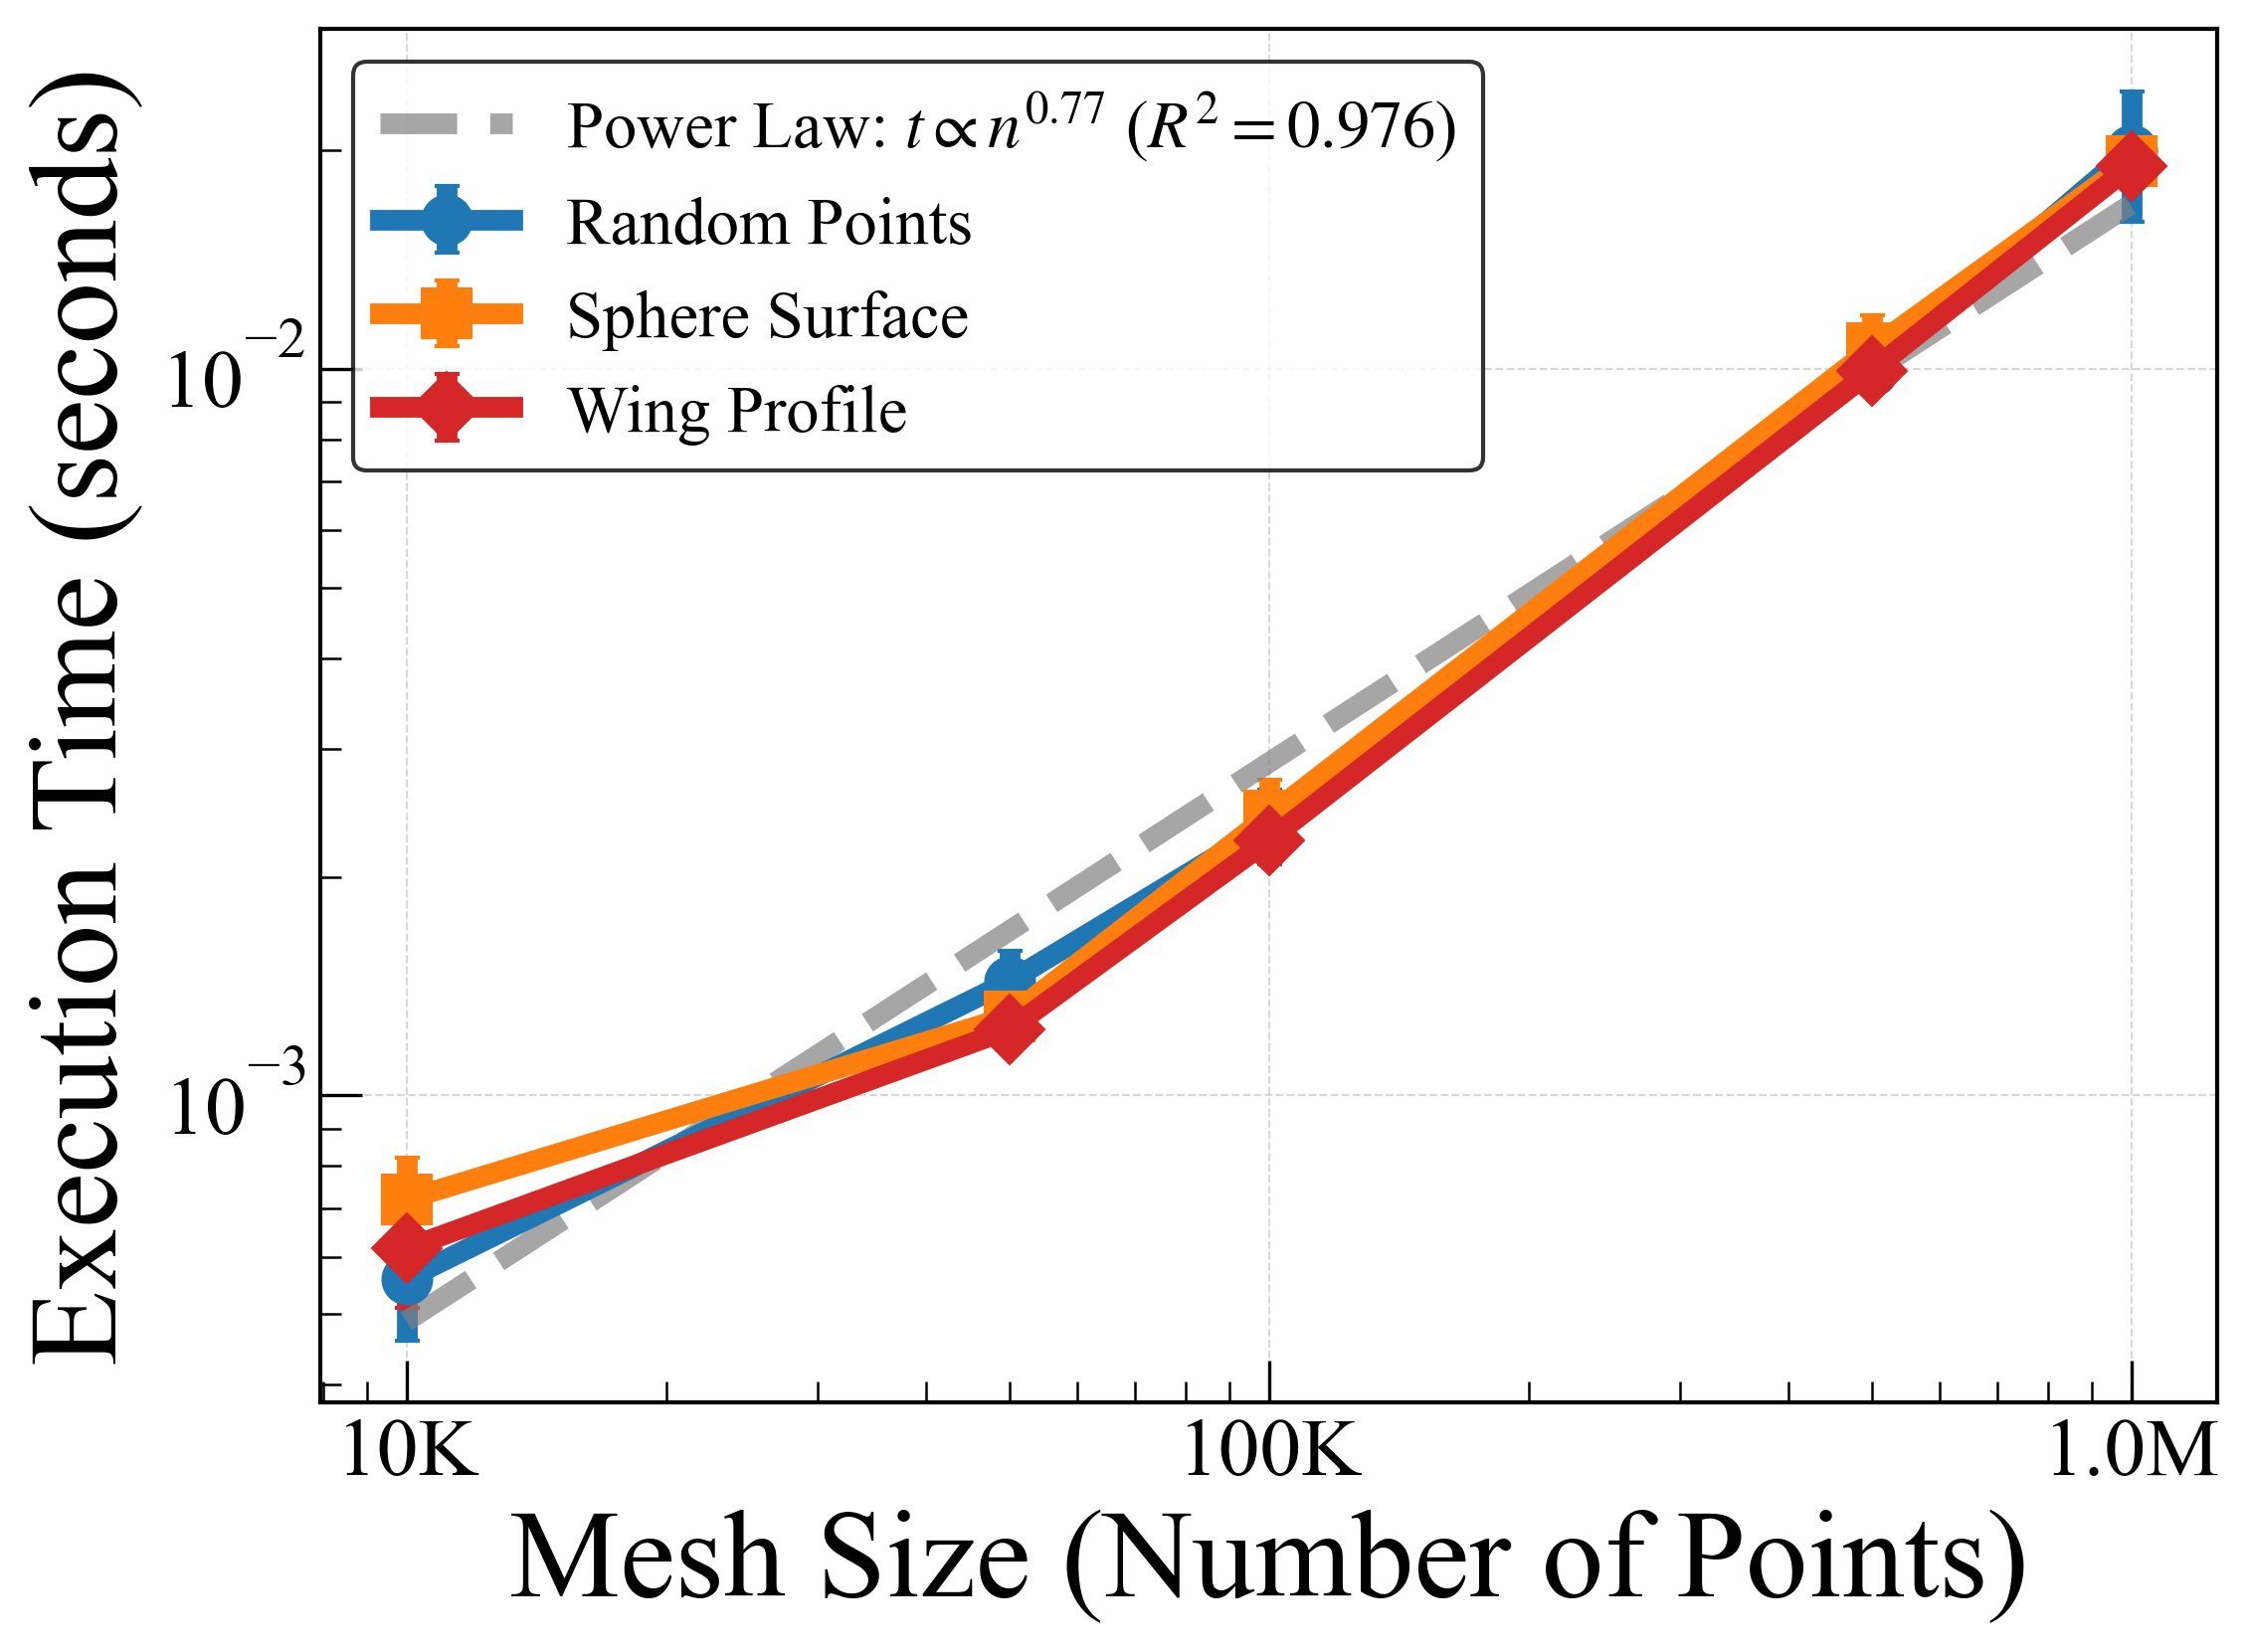 Power Law: t ∝ n^0.77 (R^2 = 0.976)
Random Points
Sphere Surface
Wing Profile
Execution Time (seconds)
10^−2
10^−3
10K
100K
1.0M
Mesh Size (Number of Points)